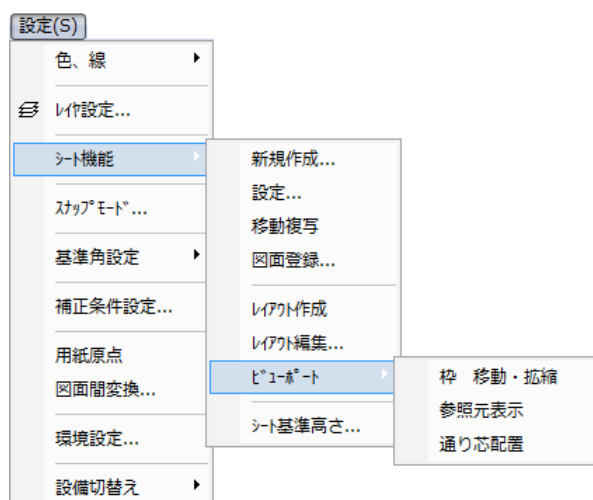 設定(S)
色、線
ﾚｲﾔ設定...
ｼｰﾄ機能
ｽﾅｯﾌﾟﾓｰﾄﾞ...
基準角設定
補正条件設定...
用紙原点
図面間変換...
環境設定...
設備切替え
新規作成...
設定...
移動複写
図面登録...
ﾚｲｱｳﾄ作成
ﾚｲｱｳﾄ編集...
ﾋﾞｭｰﾎﾟｰﾄ
ｼｰﾄ基準高さ...
枠　移動・拡縮
参照元表示
通り芯配置